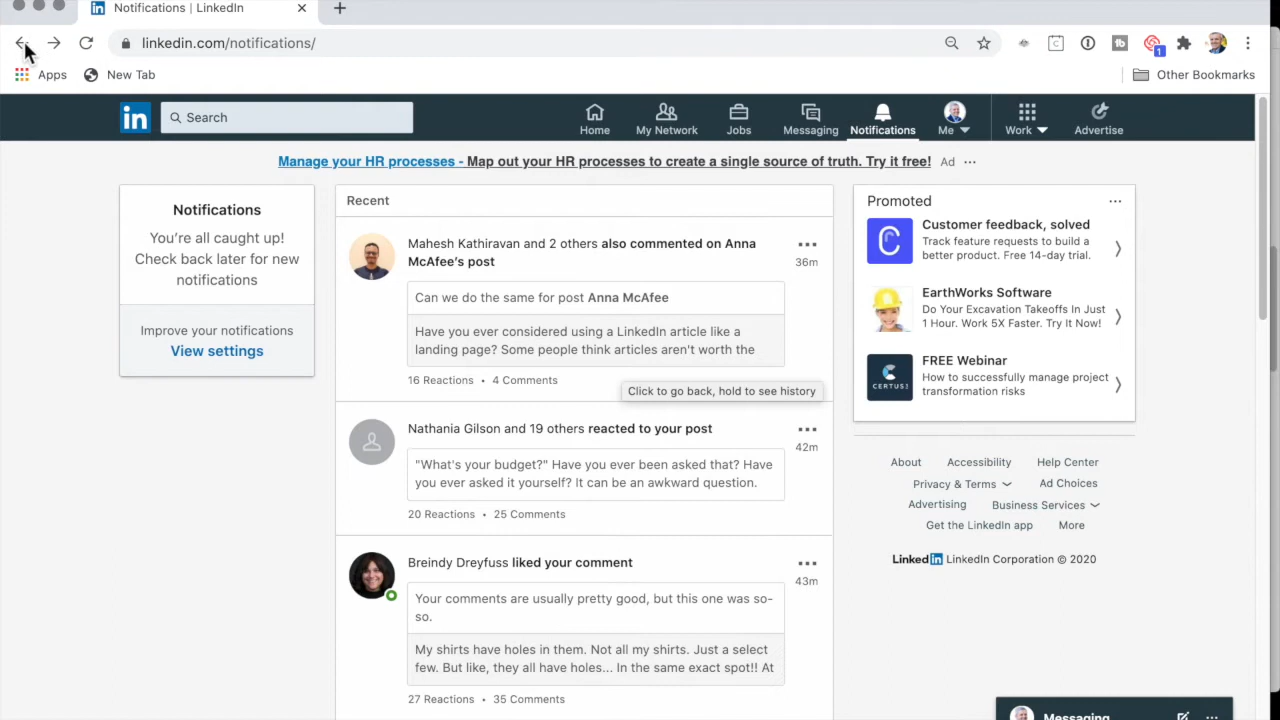 Notifications | LinkedIn
linkedin.com/notifications/
1
Apps
New Tab
Other Bookmarks
in
Search
Home
My Network
Jobs
Messaging
Notifications
Me
Work
Advertise
Manage your HR processes - Map out your HR processes to create a single source of truth. Try it free!
Ad
Notifications
You're all caught up!
Check back later for new
notifications
Improve your notifications
View settings
Recent
Mahesh Kathiravan and 2 others also commented on Anna
McAfee's post
36m
Can we do the same for post Anna McAfee
Have you ever considered using a LinkedIn article like a
landing page? Some people think articles aren't worth the
16 Reactions • 4 Comments
Click to go back, hold to see history
Nathania Gilson and 19 others reacted to your post
42m
"What's your budget?" Have you ever been asked that? Have
you ever asked it yourself? It can be an awkward question.
20 Reactions • 25 Comments
Breindy Dreyfuss liked your comment
43m
Your comments are usually pretty good, but this one was so-
so.
My shirts have holes in them. Not all my shirts. Just a select
few. But like, they all have holes... In the same exact spot!! At
27 Reactions • 35 Comments
Promoted
Customer feedback, solved
Track feature requests to build a
better product. Free 14-day trial.
EarthWorks Software
Do Your Excavation Takeoffs In Just
1 Hour. Work 5X Faster. Try It Now!
CERTUS3
FREE Webinar
How to successfully manage project
transformation risks
About
Accessibility
Help Center
Privacy & Terms
Ad Choices
Advertising
Business Services
Get the LinkedIn app
More
LinkedIn LinkedIn Corporation © 2020
Messaging